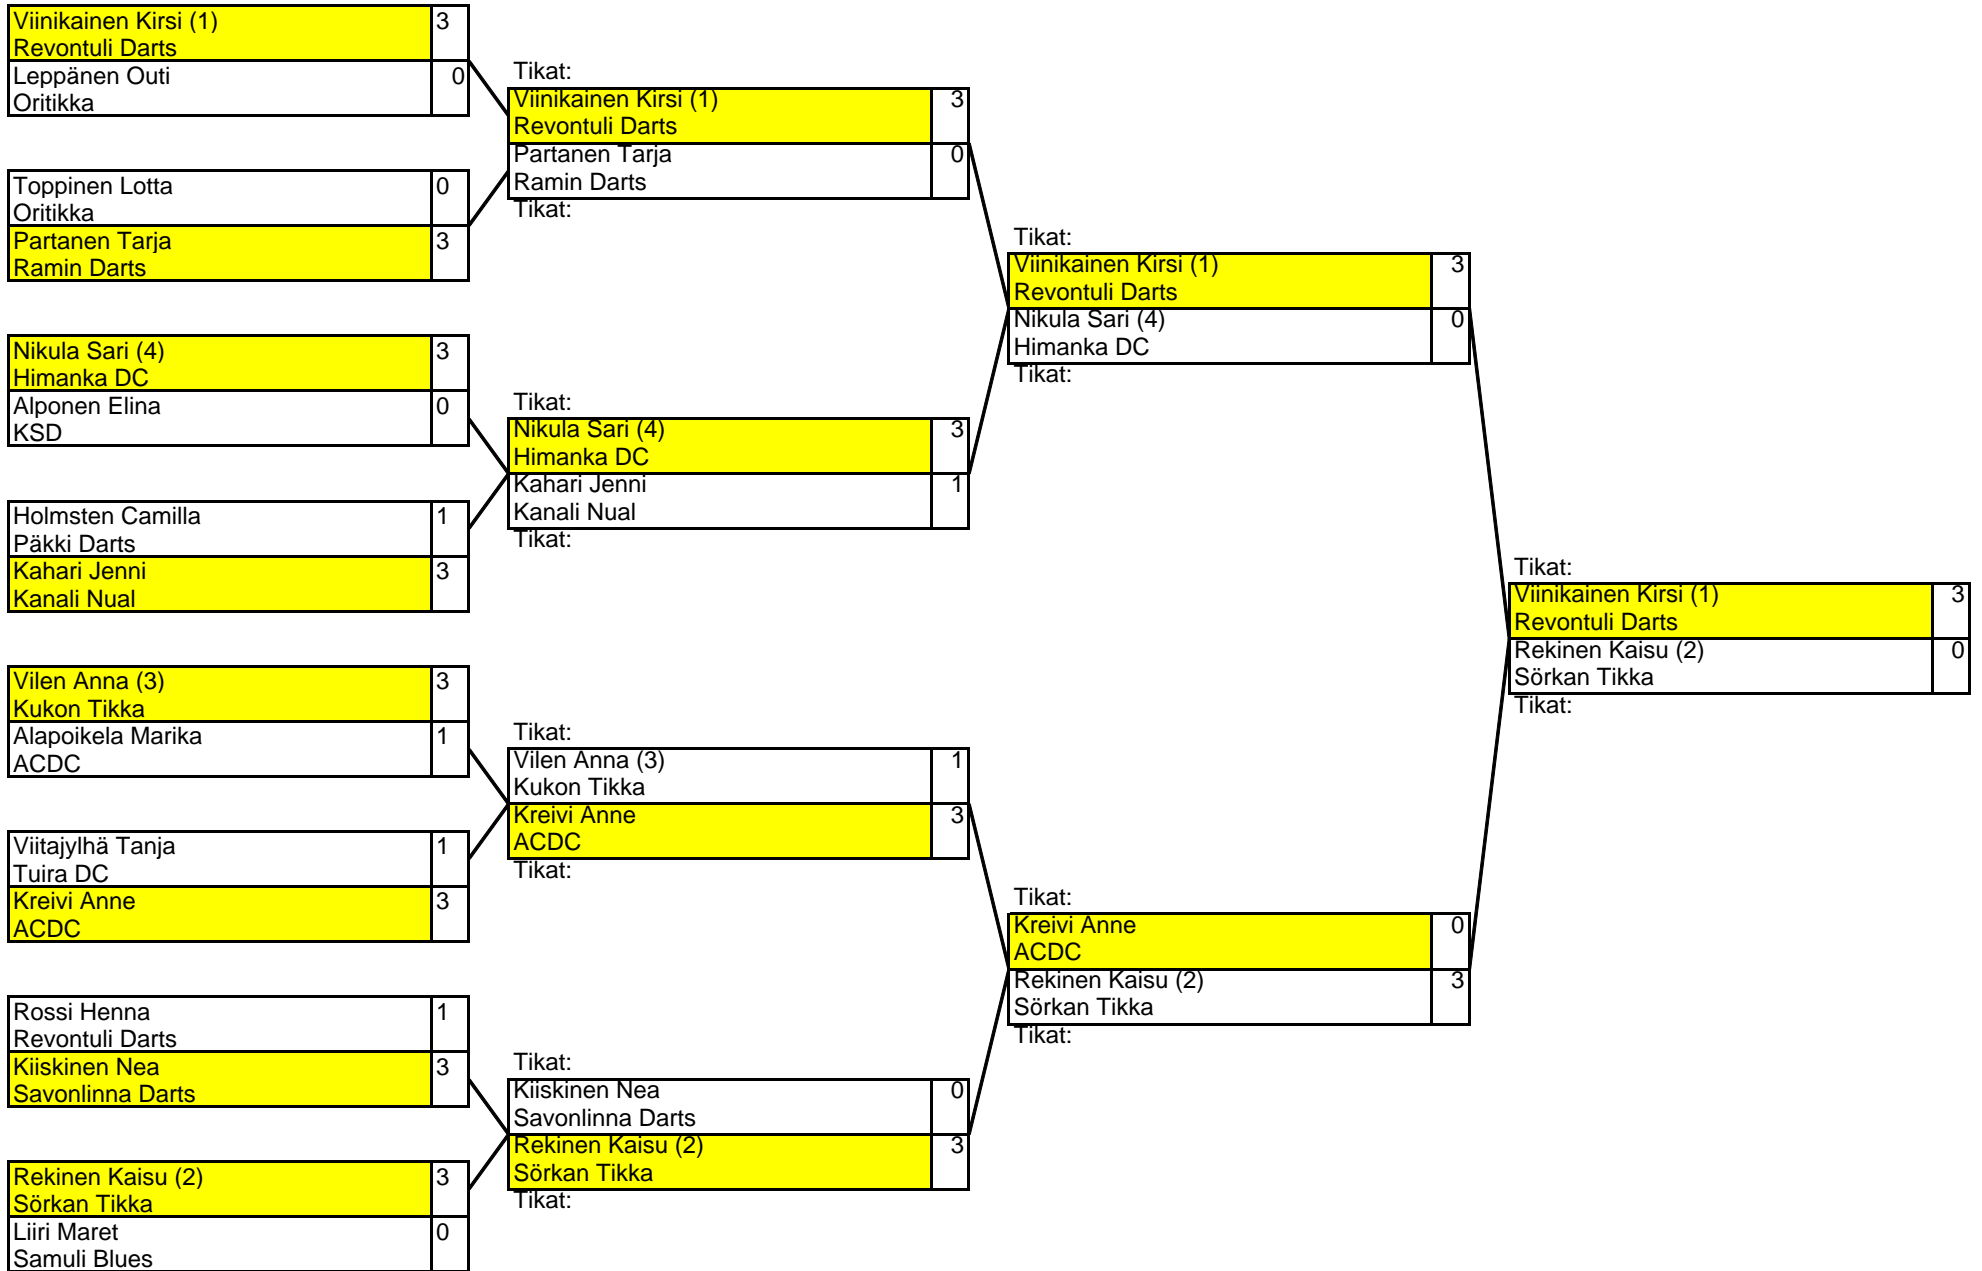 Viinikainen Kirsi (1) 3
Revontuli Darts
Leppänen Outi 0
Oritikka
Toppinen Lotta 0
Oritikka
Partanen Tarja 3
Ramin Darts
Nikula Sari (4) 3
Himanka DC
Alponen Elina 0
KSD
Holmsten Camilla 1
Päkki Darts
Kahari Jenni 3
Kanali Nual
Vilen Anna (3) 3
Kukon Tikka
Alapoikela Marika 1
ACDC
Viitajylhä Tanja 1
Tuira DC
Kreivi Anne 3
ACDC
Rossi Henna 1
Revontuli Darts
Kiiskinen Nea 3
Savonlinna Darts
Rekinen Kaisu (2) 3
Sörkan Tikka
Liiri Maret 0
Samuli Blues
Tikat:
Viinikainen Kirsi (1) 3
Revontuli Darts
Partanen Tarja 0
Ramin Darts
Tikat:
Tikat:
Nikula Sari (4) 3
Himanka DC
Kahari Jenni 1
Kanali Nual
Tikat:
Tikat:
Vilen Anna (3) 1
Kukon Tikka
Kreivi Anne 3
ACDC
Tikat:
Tikat:
Kiiskinen Nea 0
Savonlinna Darts
Rekinen Kaisu (2) 3
Sörkan Tikka
Tikat:
Tikat:
Viinikainen Kirsi (1) 3
Revontuli Darts
Nikula Sari (4) 0
Himanka DC
Tikat:
Tikat:
Kreivi Anne 0
ACDC
Rekinen Kaisu (2) 3
Sörkan Tikka
Tikat:
Tikat:
Viinikainen Kirsi (1) 3
Revontuli Darts
Rekinen Kaisu (2) 0
Sörkan Tikka
Tikat: